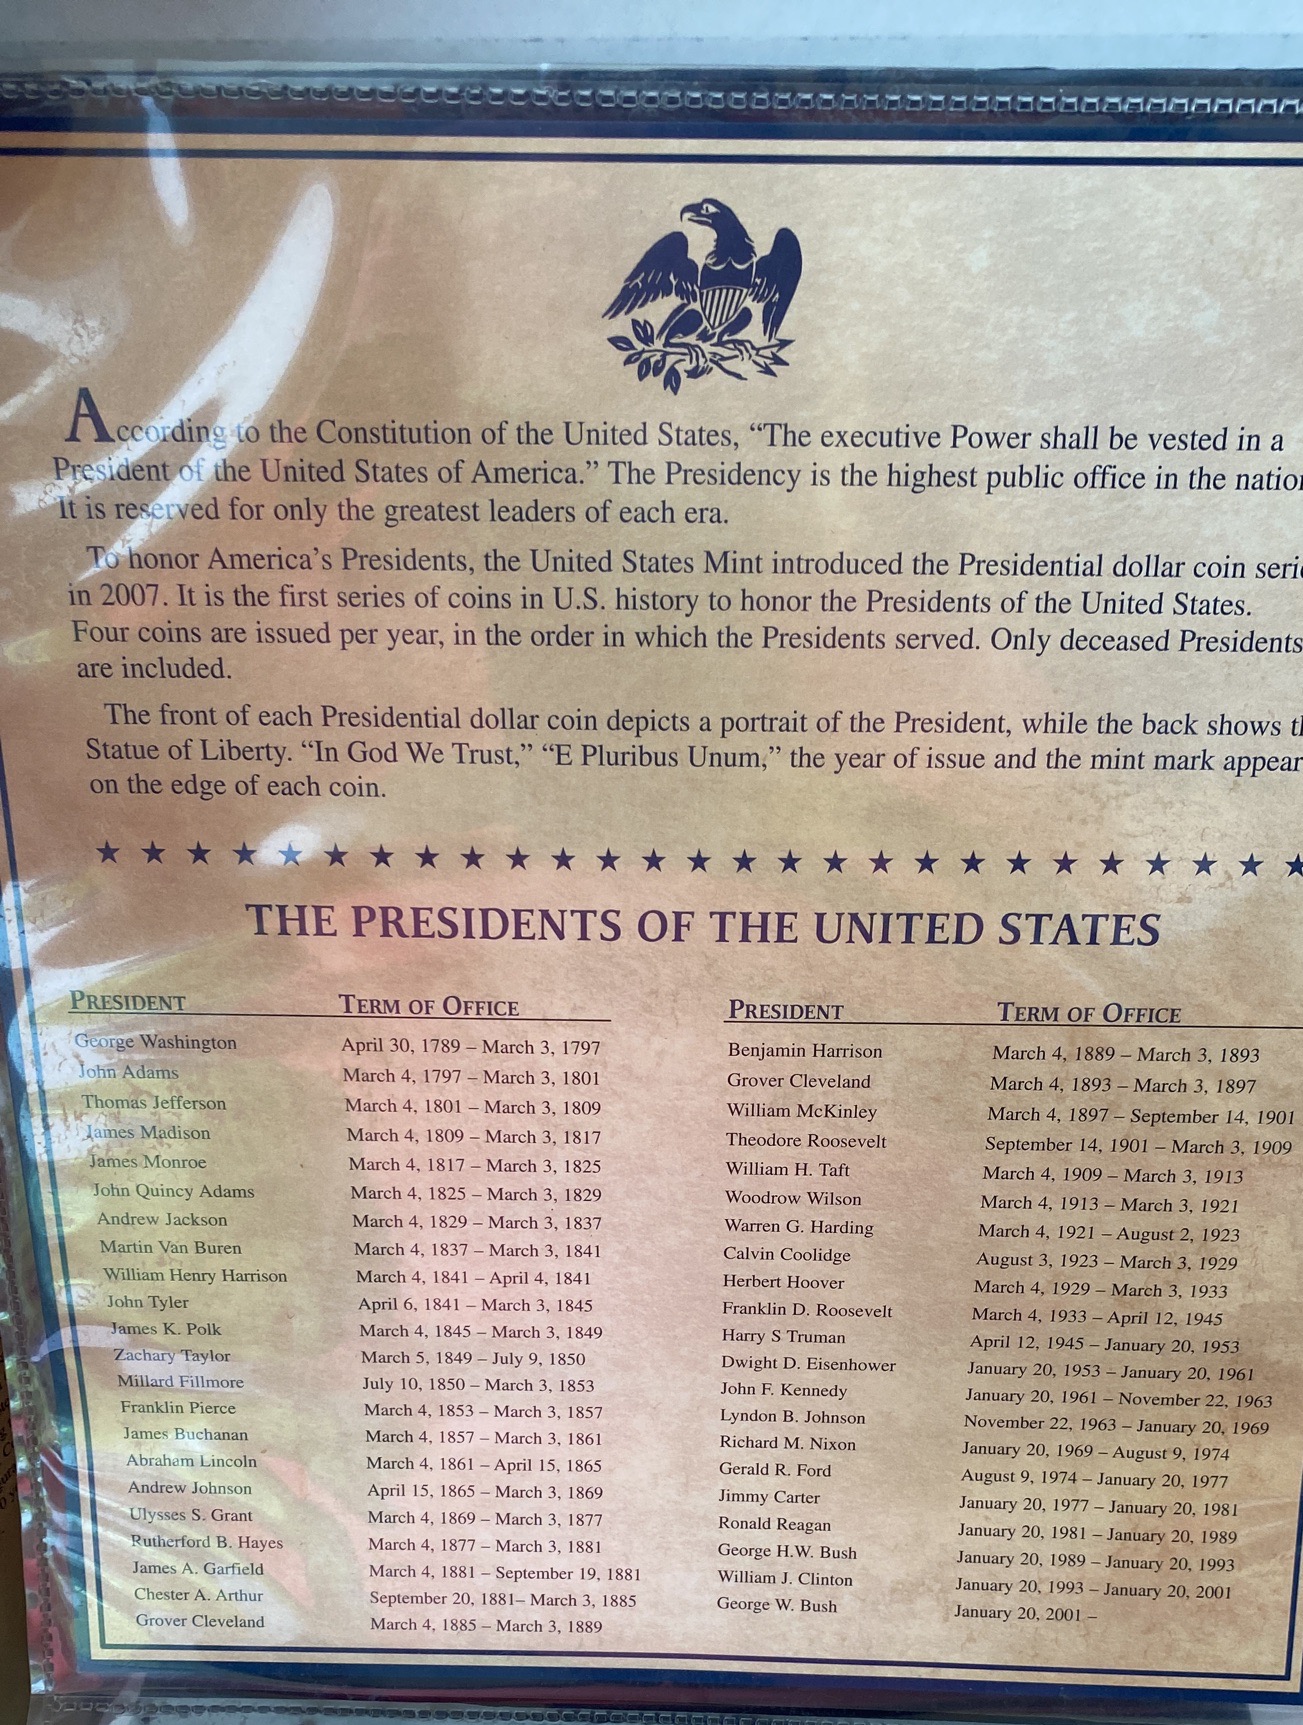 According to the Constitution of the United States, “The executive Power shall be vested in a
President of the United States of America.” The Presidency is the highest public office in the
It is reserved for only the greatest leaders of each era.
To honor America’s Presidents, the United States Mint introduced the Presidential dollar coin
in 2007. It is the first series of coins in U.S. history to honor the Presidents of the United States.
Four coins are issued per year, in the order in which the Presidents served. Only deceased Presidents
are included.
The front of each Presidential dollar coin depicts a portrait of the President, while the back shows
Statue of Liberty. “In God We Trust,” “E Pluribus Unum,” the year of issue and the mint mark appear
on the edge of each coin.
THE PRESIDENTS OF THE UNITED STATES
PRESIDENT TERM OF OFFICE
George Washington April 30, 1789 – March 3, 1797
John Adams March 4, 1797 – March 3, 1801
Thomas Jefferson March 4, 1801 – March 3, 1809
James Madison March 4, 1809 – March 3, 1817
James Monroe March 4, 1817 – March 3, 1825
John Quincy Adams March 4, 1825 – March 3, 1829
Andrew Jackson March 4, 1829 – March 3, 1837
Martin Van Buren March 4, 1837 – March 3, 1841
William Henry Harrison March 4, 1841 – April 4, 1841
John Tyler April 6, 1841 – March 3, 1845
James K. Polk March 4, 1845 – March 3, 1849
Zachary Taylor March 5, 1849 – July 9, 1850
Millard Fillmore July 10, 1850 – March 3, 1853
Franklin Pierce March 4, 1853 – March 3, 1857
James Buchanan March 4, 1857 – March 3, 1861
Abraham Lincoln March 4, 1861 – April 15, 1865
Andrew Johnson April 15, 1865 – March 3, 1869
Ulysses S. Grant March 4, 1869 – March 3, 1877
Rutherford B. Hayes March 4, 1877 – March 3, 1881
James A. Garfield March 4, 1881 – September 19, 1881
Chester A. Arthur September 20, 1881– March 3, 1885
Grover Cleveland March 4, 1885 – March 3, 1889
PRESIDENT TERM OF OFFICE
Benjamin Harrison March 4, 1889 – March 3, 1893
Grover Cleveland March 4, 1893 – March 3, 1897
William McKinley March 4, 1897 – September 14, 1901
Theodore Roosevelt September 14, 1901 – March 3, 1909
William H. Taft March 4, 1909 – March 3, 1913
Woodrow Wilson March 4, 1913 – March 3, 1921
Warren G. Harding March 4, 1921 – August 2, 1923
Calvin Coolidge August 3, 1923 – March 3, 1929
Herbert Hoover March 4, 1929 – March 3, 1933
Franklin D. Roosevelt March 4, 1933 – April 12, 1945
Harry S Truman April 12, 1945 – January 20, 1953
Dwight D. Eisenhower January 20, 1953 – January 20, 1961
John F. Kennedy January 20, 1961 – November 22, 1963
Lyndon B. Johnson November 22, 1963 – January 20, 1969
Richard M. Nixon January 20, 1969 – August 9, 1974
Gerald R. Ford August 9, 1974 – January 20, 1977
Jimmy Carter January 20, 1977 – January 20, 1981
Ronald Reagan January 20, 1981 – January 20, 1989
George H.W. Bush January 20, 1989 – January 20, 1993
William J. Clinton January 20, 1993 – January 20, 2001
George W. Bush January 20, 2001 –